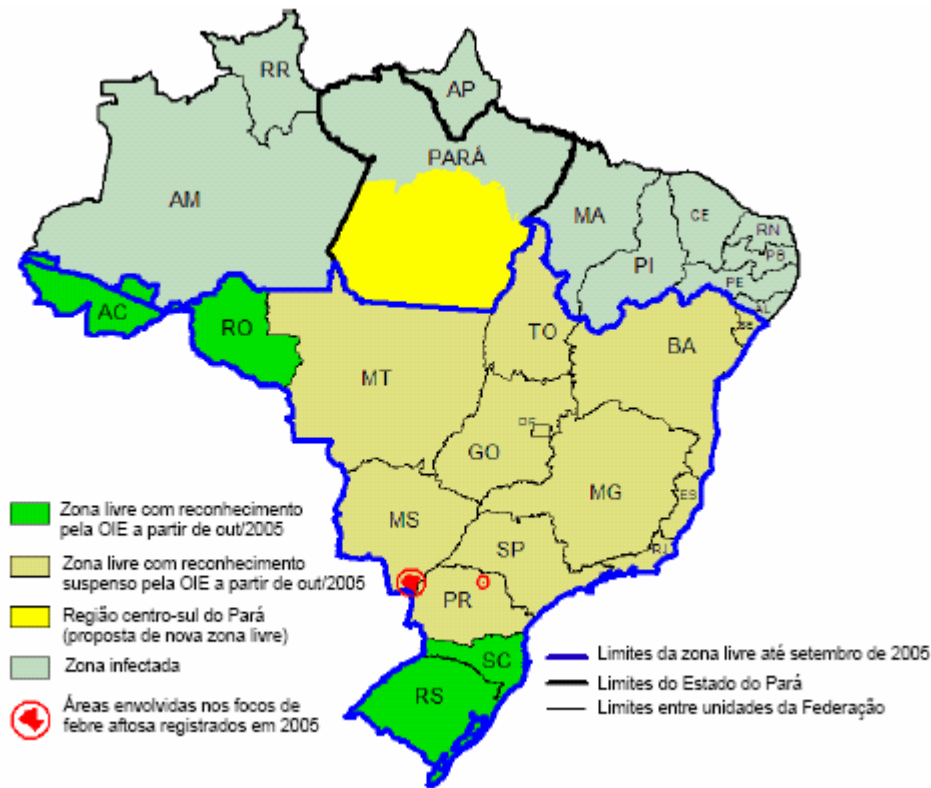 RR
AP
PARÁ
AM
MA
CE
RN
PB
PI
PE
AL
SE
AC
RO
TO
BA
MT
DF
GO
MG
ES
MS
SP
RJ
PR
SC
RS
Zona livre com reconhecimento
pela OIE a partir de out/2005
Zona livre com reconhecimento
suspenso pela OIE a partir de out/2005
Região centro-sul do Pará
(proposta de nova zona livre)
Zona infectada
Áreas envolvidas nos focos de
febre aftosa registrados em 2005
Limites da zona livre até setembro de 2005
Limites do Estado do Pará
Limites entre unidades da Federação